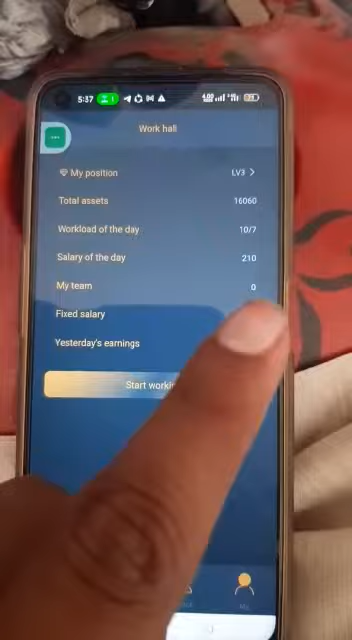 5:37
Work hall
My position LV3
Total assets 16060
Workload of the day 10/7
Salary of the day 210
My team 0
Fixed salary
Yesterday's earnings
Start workin